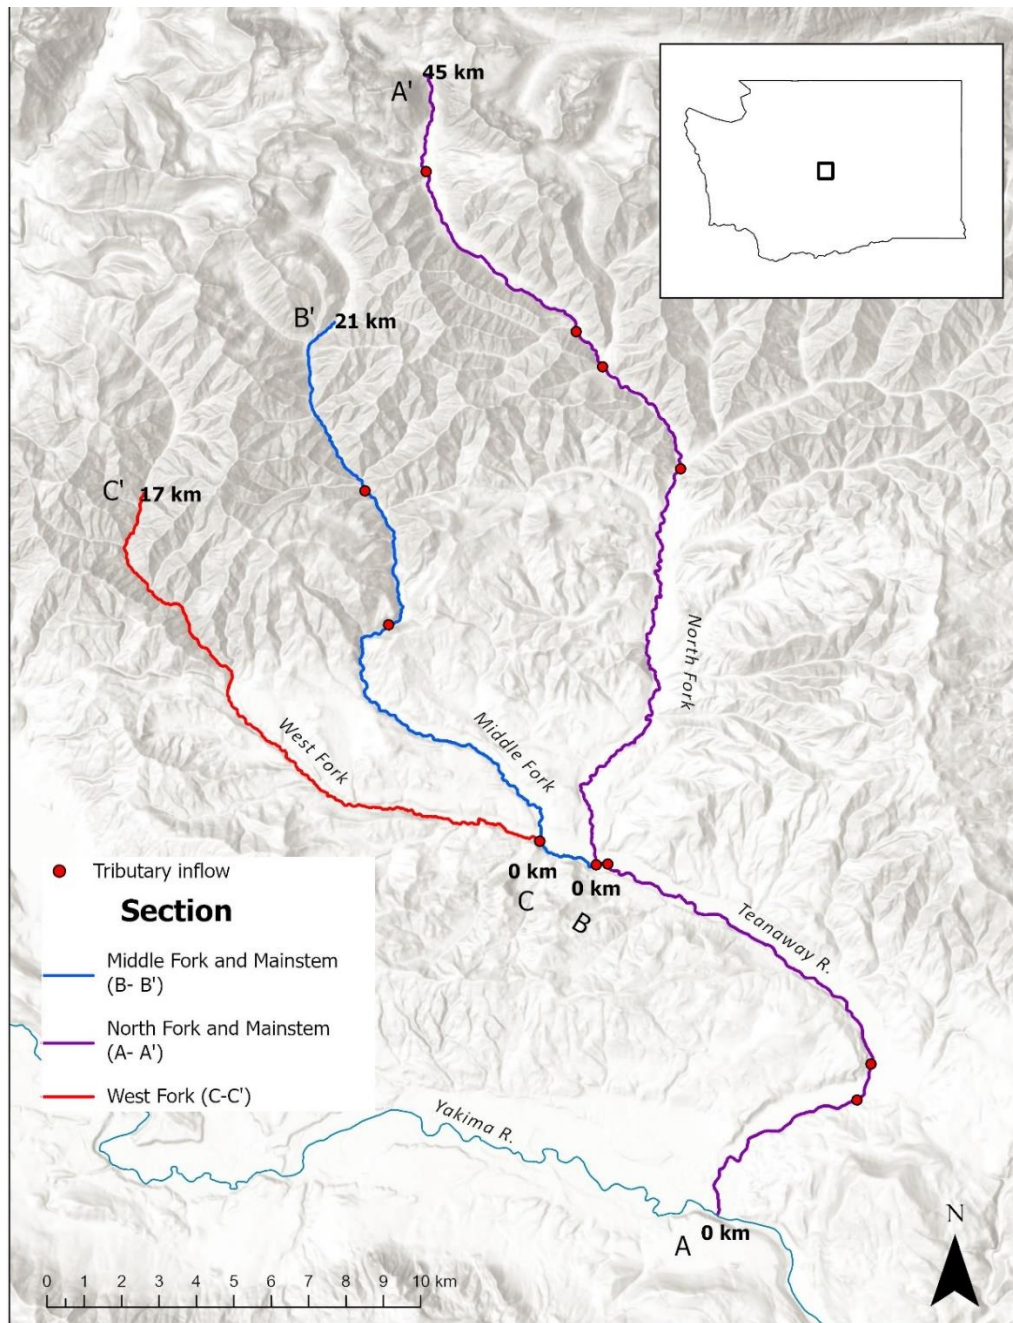 45 km
A'
B'
21 km
C'
17 km
North Fork
Middle Fork
West Fork
0 km
C
0 km
B
Teanaway R.
Tributary inflow
Section
Middle Fork and Mainstem
(B- B')
North Fork and Mainstem
(A- A')
West Fork (C-C')
Yakima R.
A
0 km
N
0 1 2 3 4 5 6 7 8 10 km